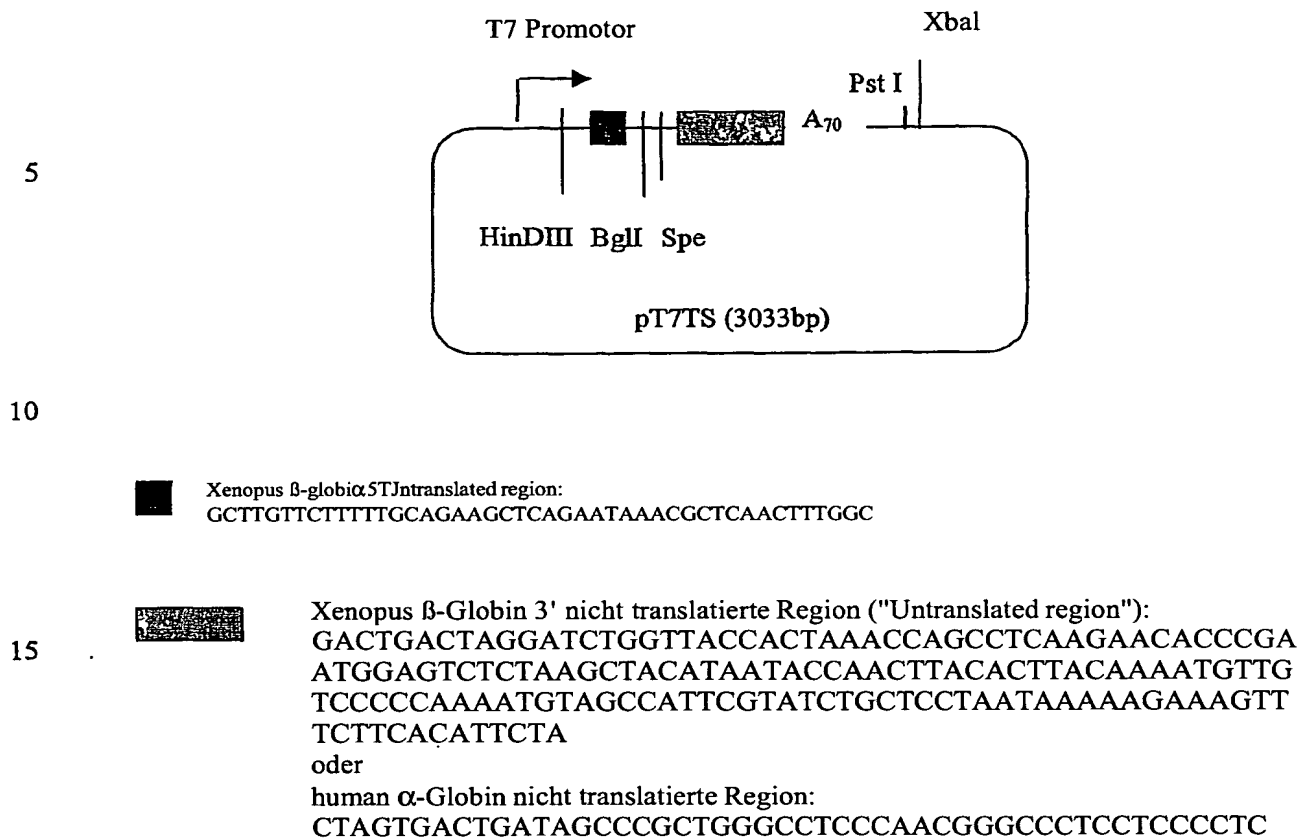 T7 Promotor
XbaI
Pst I
A70
5
HinDIII BglI Spe
pT7TS (3033bp)
10
Xenopus ß-globiα5TJntranslated region:
GCTTGTTCTTTTTGCAGAAGCTCAGAATAAACGCTCAACTTTGGC
Xenopus ß-Globin 3' nicht translatierte Region ("Untranslated region"):
GACTGACTAGGATCTGGTTACCACTAAACCAGCCTCAAGAACACCCGA
15
ATGGAGTCTCTAAGCTACATAATACCAACTTACACTTACAAAATGTTG
TCCCCCAAAATGTAGCCATTCGTATCTGCTCCTAATAAAAAGAAAGTT
TCTTCACATTCTA
oder
human α-Globin nicht translatierte Region:
CTAGTGACTGATAGCCCGCTGGGCCTCCCAACGGGCCCTCCTCCCCTC